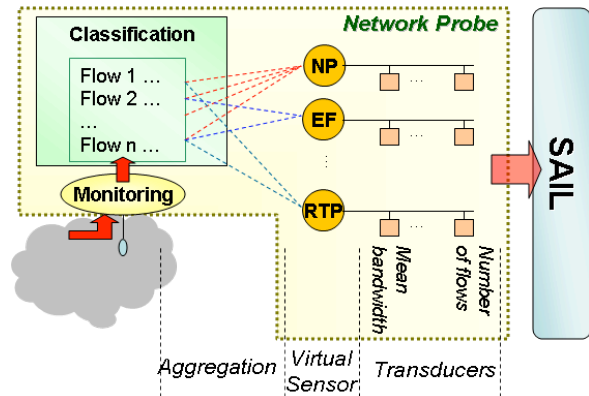 Classification
Network Probe
Flow 1 ...
Flow 2 ...
...
Flow n ...
Monitoring
NP
...
EF
...
⋮
RTP
...
Mean
bandwidth
Number
of flows
SAIL
Aggregation
Virtual
Sensor
Transducers